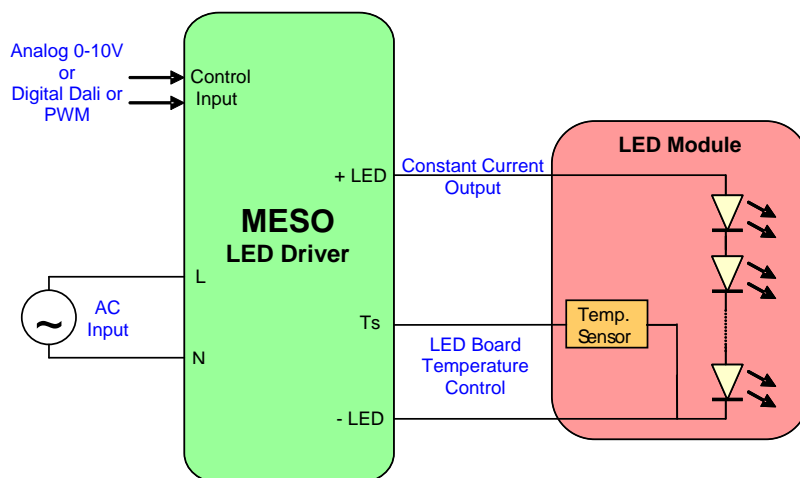 Analog 0-10V
or
Digital Dali or
PWM
Control
Input
MESO
LED Driver
+ LED
Constant Current
Output
LED Module
L
AC
Input
~
N
Ts
LED Board
Temperature
Control
Temp.
Sensor
- LED